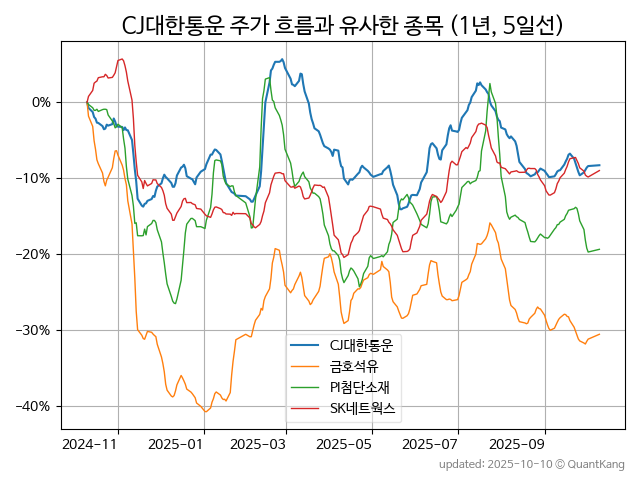 CJ대한통운 주가 흐름과 유사한 종목 (1년, 5일선)
0%
−10%
−20%
−30%
−40%
CJ대한통운
금호석유
PI첨단소재
SK네트웍스
2024-11 2025-01 2025-03 2025-05 2025-07 2025-09
updated: 2025-10-10 © QuantKang